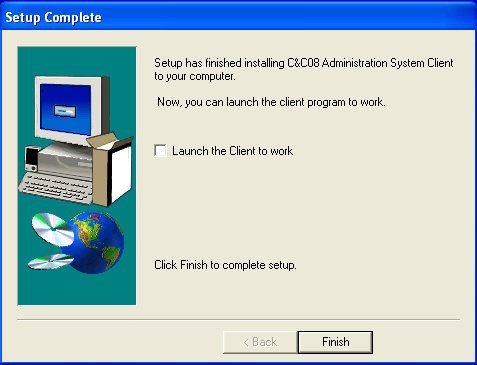 Setup Complete
Setup has finished installing C&C08 Administration System Client
to your computer.
Now, you can launch the client program to work.
Launch the Client to work
Click Finish to complete setup.
< Back
Finish